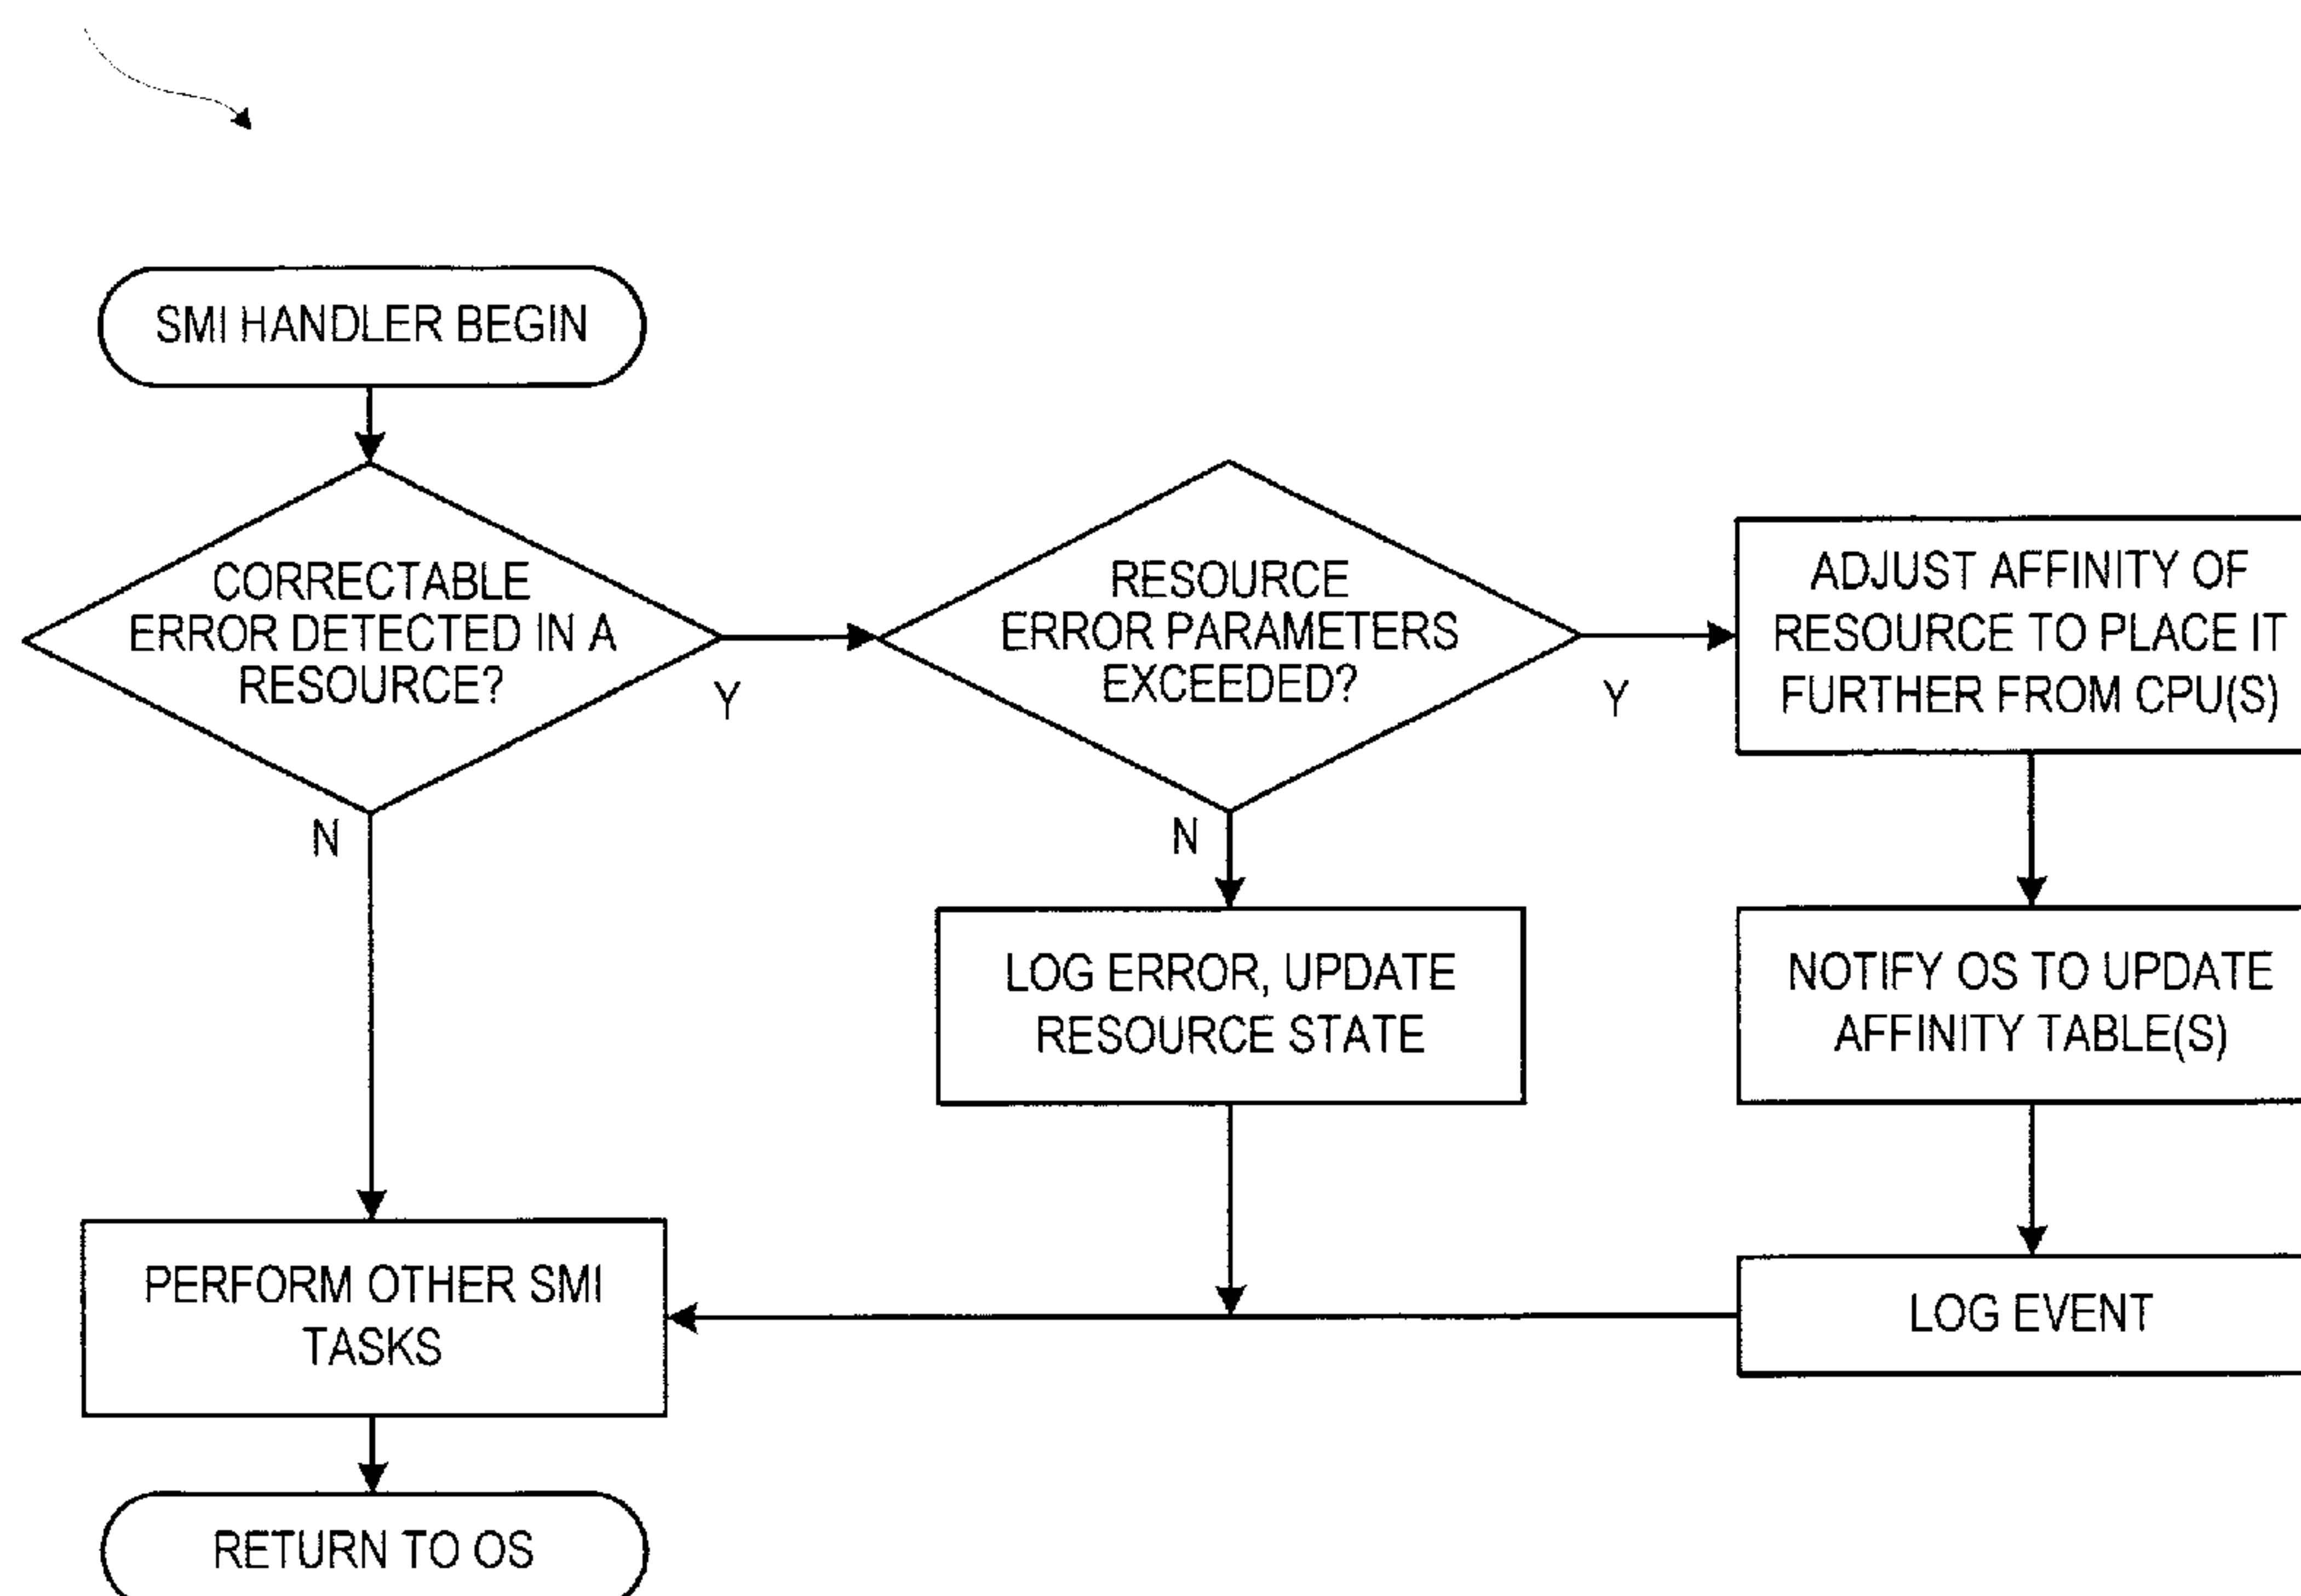 SMI HANDLER BEGIN
CORRECTABLE
ERROR DETECTED IN A
RESOURCE?
Y
N
RESOURCE
ERROR PARAMETERS
EXCEEDED?
Y
N
ADJUST AFFINITY OF
RESOURCE TO PLACE IT
FURTHER FROM CPU(S)
LOG ERROR, UPDATE
RESOURCE STATE
NOTIFY OS TO UPDATE
AFFINITY TABLE(S)
PERFORM OTHER SMI
TASKS
LOG EVENT
RETURN TO OS